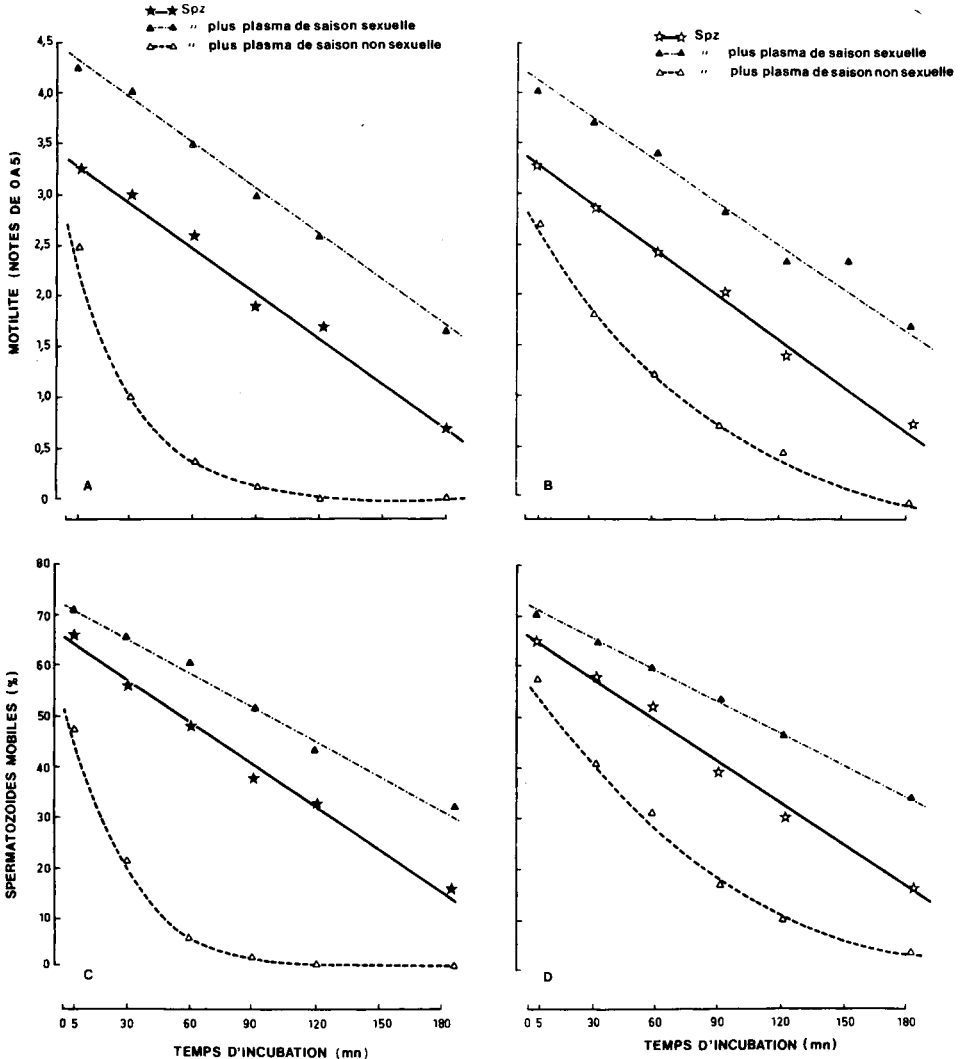 Spz
" plus plasma de saison sexuelle
" plus plasma de saison non sexuelle
Spz
" plus plasma de saison sexuelle
" plus plasma de saison non sexuelle
MOTILITE (NOTES DE 0 A 5)
4,5
4,0
3,5
3,0
2,5
2,0
1,5
1,0
0,5
0
A
B
SPERMATOZOIDES MOBILES (%)
80
70
60
50
40
30
20
10
0
C
D
0 5 30 60 90 120 150 180
TEMPS D'INCUBATION (mn)
0 5 30 60 90 120 150 180
TEMPS D'INCUBATION (mn)